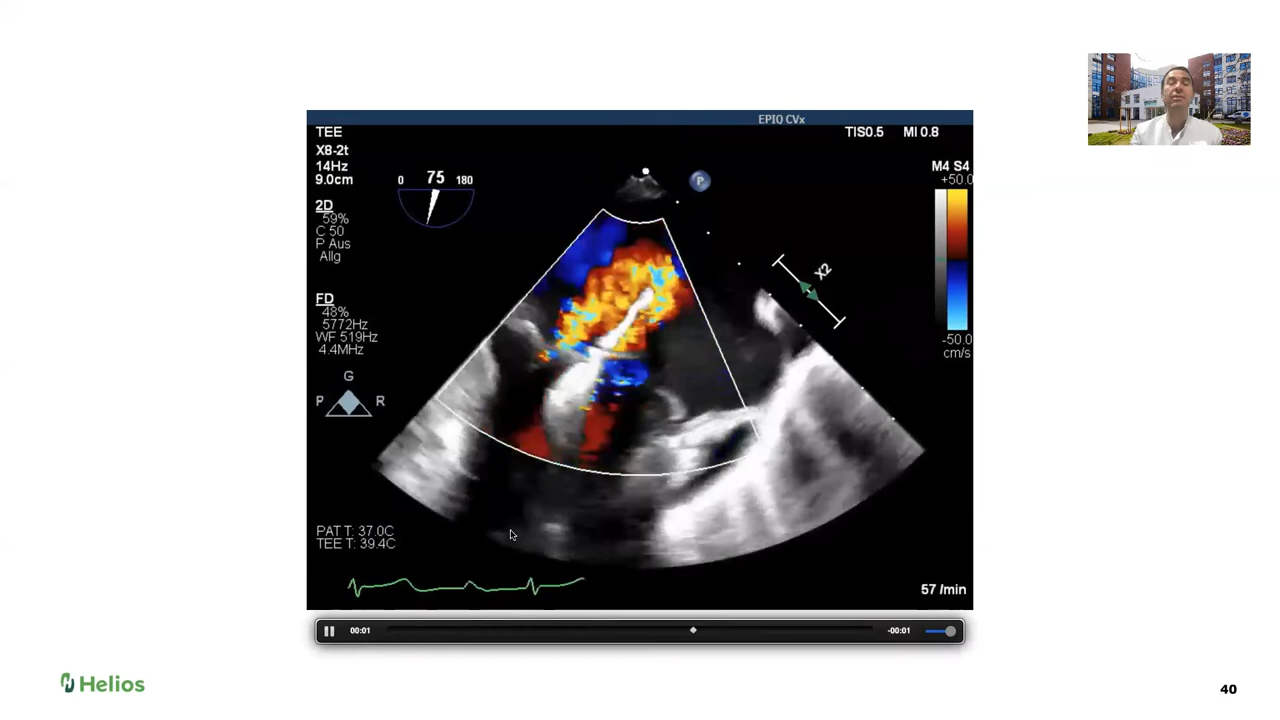 EPIQ CVx
TEE
TIS0.5 MI 0.8
X8-2t
14Hz
9.0cm
0 75 180
P
M4 S4
+50.0
2D
59%
C 50
P Aus
Allg
X2
FD
48%
5772Hz
WF 519Hz
4.4MHz
-50.0
cm/s
G
P R
PAT T: 37.0C
TEE T: 39.4C
57 /min
00:01
-00:01
Helios
40